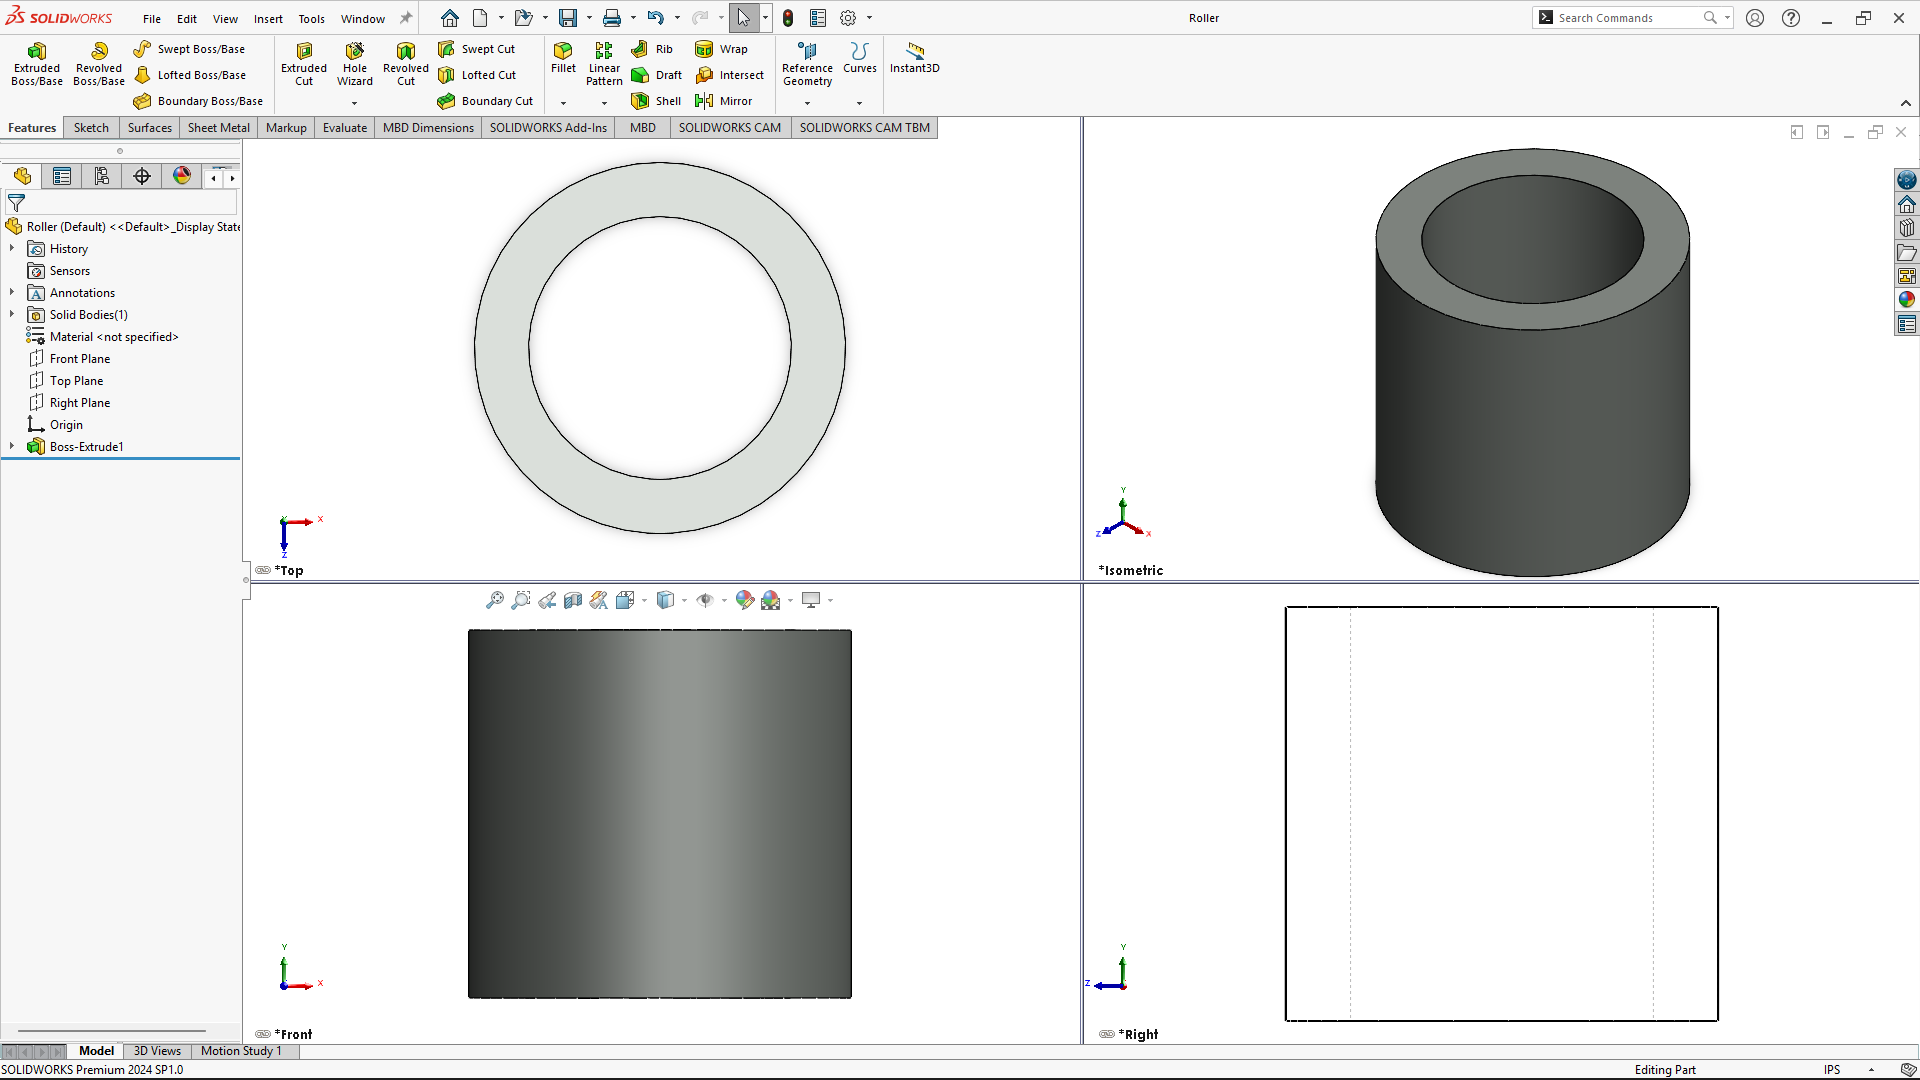 SOLIDWORKS File Edit View Insert Tools Window Roller Search Commands
Extruded Boss/Base
Revolved Boss/Base
Swept Boss/Base
Lofted Boss/Base
Boundary Boss/Base
Extruded Cut
Hole Wizard
Revolved Cut
Swept Cut
Lofted Cut
Boundary Cut
Fillet
Linear Pattern
Rib
Draft
Shell
Wrap
Intersect
Mirror
Reference Geometry
Curves
Instant3D
Features Sketch Surfaces Sheet Metal Markup Evaluate MBD Dimensions SOLIDWORKS Add-Ins MBD SOLIDWORKS CAM SOLIDWORKS CAM TBM
Roller (Default) <<Default>_Display State
History
Sensors
Annotations
Solid Bodies(1)
Material <not specified>
Front Plane
Top Plane
Right Plane
Origin
Boss-Extrude1
Y X
Z
*Top
Y
Z X
*Isometric
Y
X
*Front
Y
Z
*Right
Model 3D Views Motion Study 1
SOLIDWORKS Premium 2024 SP1.0 Editing Part IPS